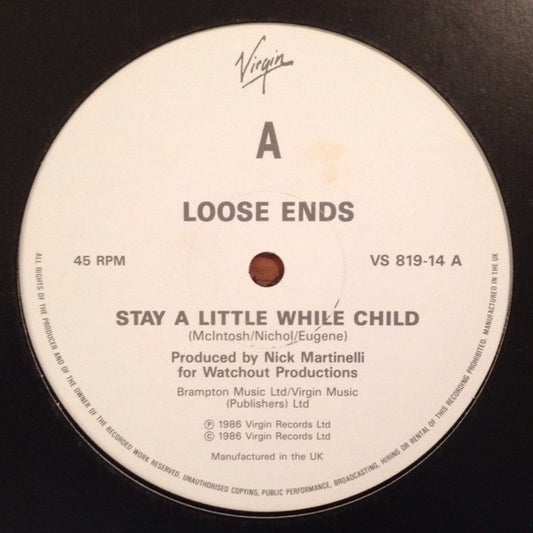 Virgin
A
LOOSE ENDS
45 RPM
VS 819-14 A
STAY A LITTLE WHILE CHILD
(McIntosh/Nichol/Eugene)
Produced by Nick Martinelli
for Watchout Productions
Brampton Music Ltd/Virgin Music
(Publishers) Ltd
℗ 1986 Virgin Records Ltd
© 1986 Virgin Records Ltd
Manufactured in the UK
ALL RIGHTS OF THE PRODUCER AND OF THE OWNER OF THE RECORDED WORK RESERVED. UNAUTHORISED COPYING, PUBLIC PERFORMANCE, BROADCASTING, HIRING OR RENTAL OF THIS RECORDING PROHIBITED. MANUFACTURED IN THE UK